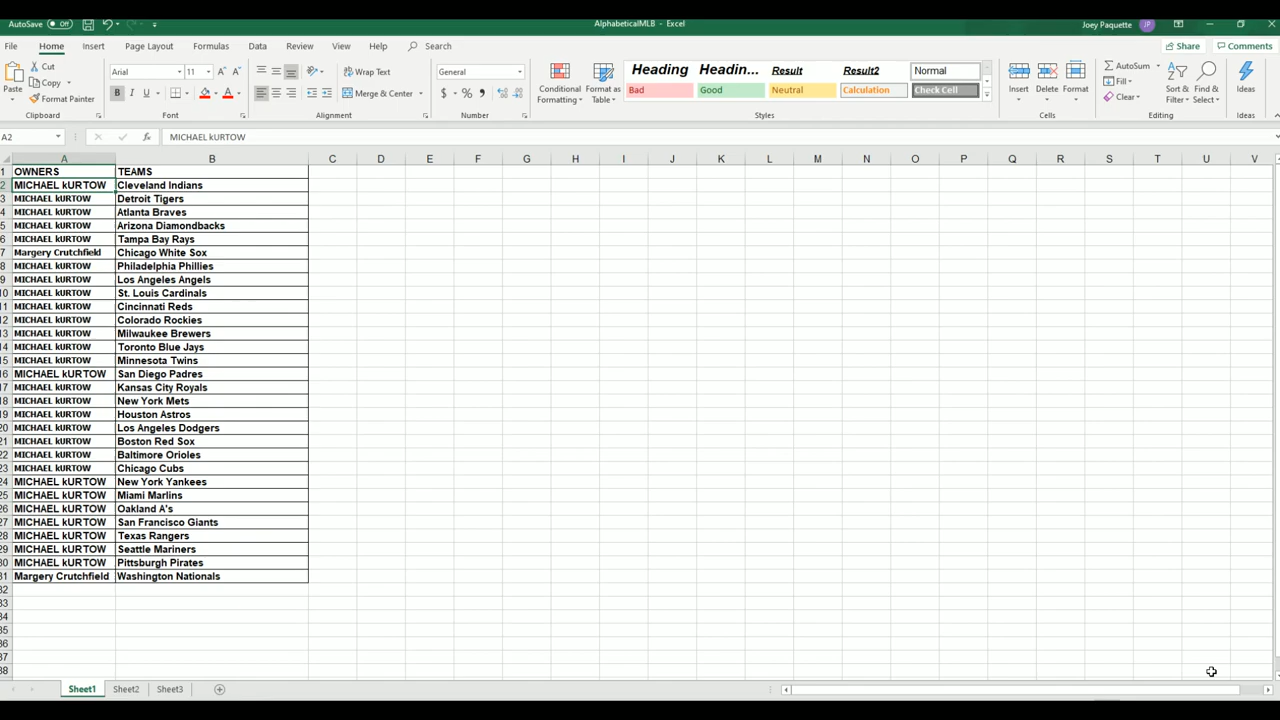 AutoSave Off AlphabeticalMLB - Excel Joey Paquette JP
File Home Insert Page Layout Formulas Data Review View Help Search Share Comments
Paste Cut Copy Format Painter Clipboard
Arial 11 A A B I U A Font
Wrap Text Merge & Center Alignment
General $ % , Number
Conditional Formatting Format as Table
Heading Headin... Result Result2 Normal
Bad Good Neutral Calculation Check Cell
Styles
Insert Delete Format Cells
AutoSum Fill Clear Sort & Filter Find & Select Editing
Ideas Ideas
A2 fx MICHAEL kURTOW
A B C D E F G H I J K L M N O P Q R S T U V
1 OWNERS TEAMS
2 MICHAEL kURTOW Cleveland Indians
3 MICHAEL kURTOW Detroit Tigers
4 MICHAEL kURTOW Atlanta Braves
5 MICHAEL kURTOW Arizona Diamondbacks
6 MICHAEL kURTOW Tampa Bay Rays
7 Margery Crutchfield Chicago White Sox
8 MICHAEL kURTOW Philadelphia Phillies
9 MICHAEL kURTOW Los Angeles Angels
10 MICHAEL kURTOW St. Louis Cardinals
11 MICHAEL kURTOW Cincinnati Reds
12 MICHAEL kURTOW Colorado Rockies
13 MICHAEL kURTOW Milwaukee Brewers
14 MICHAEL kURTOW Toronto Blue Jays
15 MICHAEL kURTOW Minnesota Twins
16 MICHAEL kURTOW San Diego Padres
17 MICHAEL kURTOW Kansas City Royals
18 MICHAEL kURTOW New York Mets
19 MICHAEL kURTOW Houston Astros
20 MICHAEL kURTOW Los Angeles Dodgers
21 MICHAEL kURTOW Boston Red Sox
22 MICHAEL kURTOW Baltimore Orioles
23 MICHAEL kURTOW Chicago Cubs
24 MICHAEL kURTOW New York Yankees
25 MICHAEL kURTOW Miami Marlins
26 MICHAEL kURTOW Oakland A's
27 MICHAEL kURTOW San Francisco Giants
28 MICHAEL kURTOW Texas Rangers
29 MICHAEL kURTOW Seattle Mariners
30 MICHAEL kURTOW Pittsburgh Pirates
31 Margery Crutchfield Washington Nationals
32
33
34
35
36
37
38
Sheet1 Sheet2 Sheet3